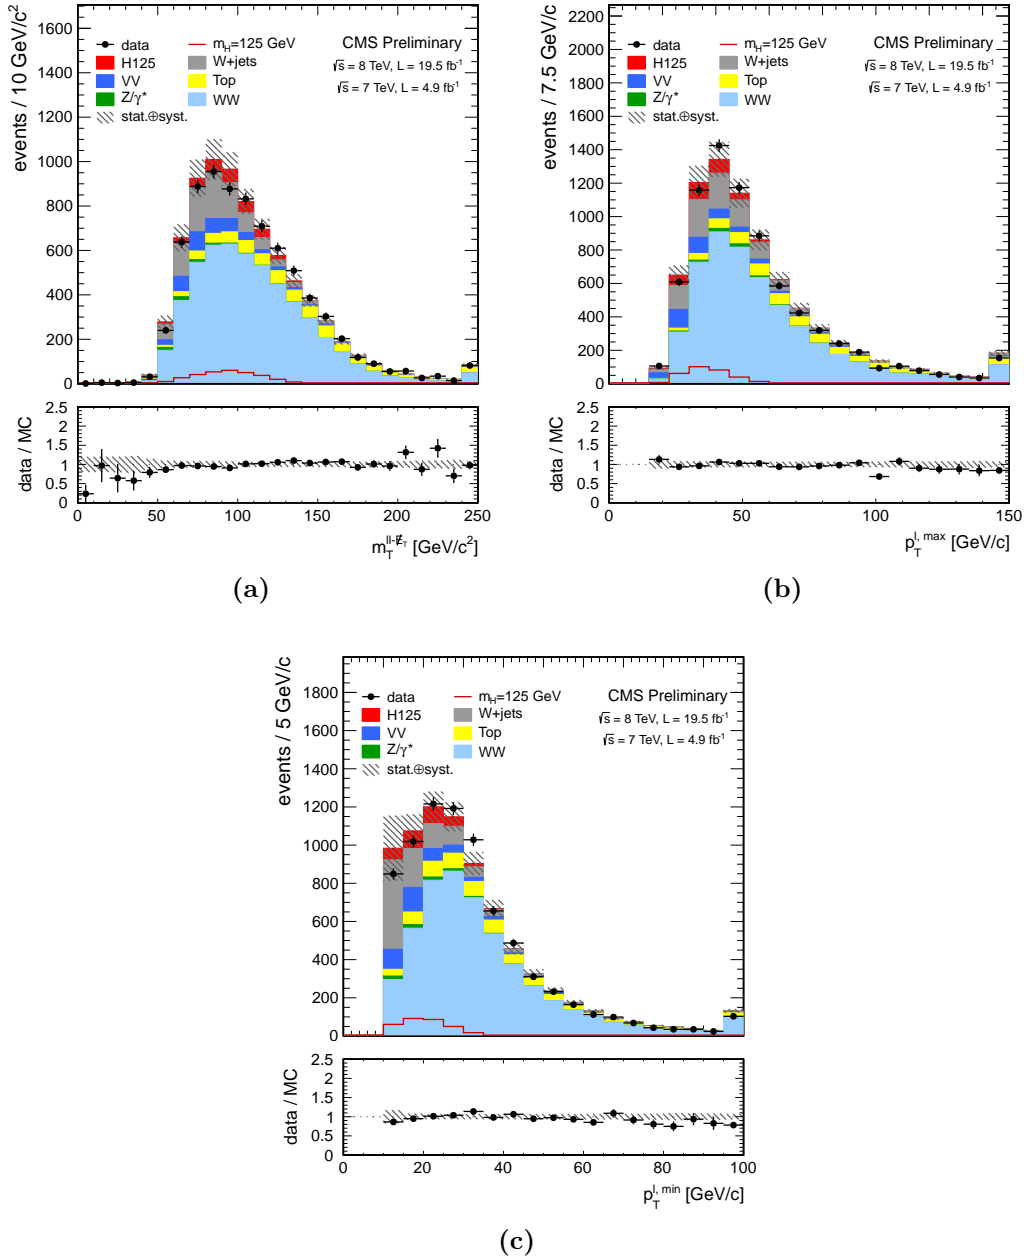 events / 10 GeV/c²
1600
1400
1200
1000
800
600
400
200
0
data
m_H=125 GeV
H125
W+jets
VV
Top
Z/γ*
WW
stat.⊕syst.
CMS Preliminary
√s = 8 TeV, L = 19.5 fb⁻¹
√s = 7 TeV, L = 4.9 fb⁻¹
data / MC
2.5
2
1.5
1
0.5
0
0 50 100 150 200 250
m_T^{ll-E̸_T} [GeV/c²]
(a)
events / 7.5 GeV/c
2200
2000
1800
1600
1400
1200
1000
800
600
400
200
0
data
m_H=125 GeV
H125
W+jets
VV
Top
Z/γ*
WW
stat.⊕syst.
CMS Preliminary
√s = 8 TeV, L = 19.5 fb⁻¹
√s = 7 TeV, L = 4.9 fb⁻¹
data / MC
2.5
2
1.5
1
0.5
0
0 50 100 150
p_T^{l, max} [GeV/c]
(b)
events / 5 GeV/c
1800
1600
1400
1200
1000
800
600
400
200
0
data
m_H=125 GeV
H125
W+jets
VV
Top
Z/γ*
WW
stat.⊕syst.
CMS Preliminary
√s = 8 TeV, L = 19.5 fb⁻¹
√s = 7 TeV, L = 4.9 fb⁻¹
data / MC
2.5
2
1.5
1
0.5
0
0 20 40 60 80 100
p_T^{l, min} [GeV/c]
(c)